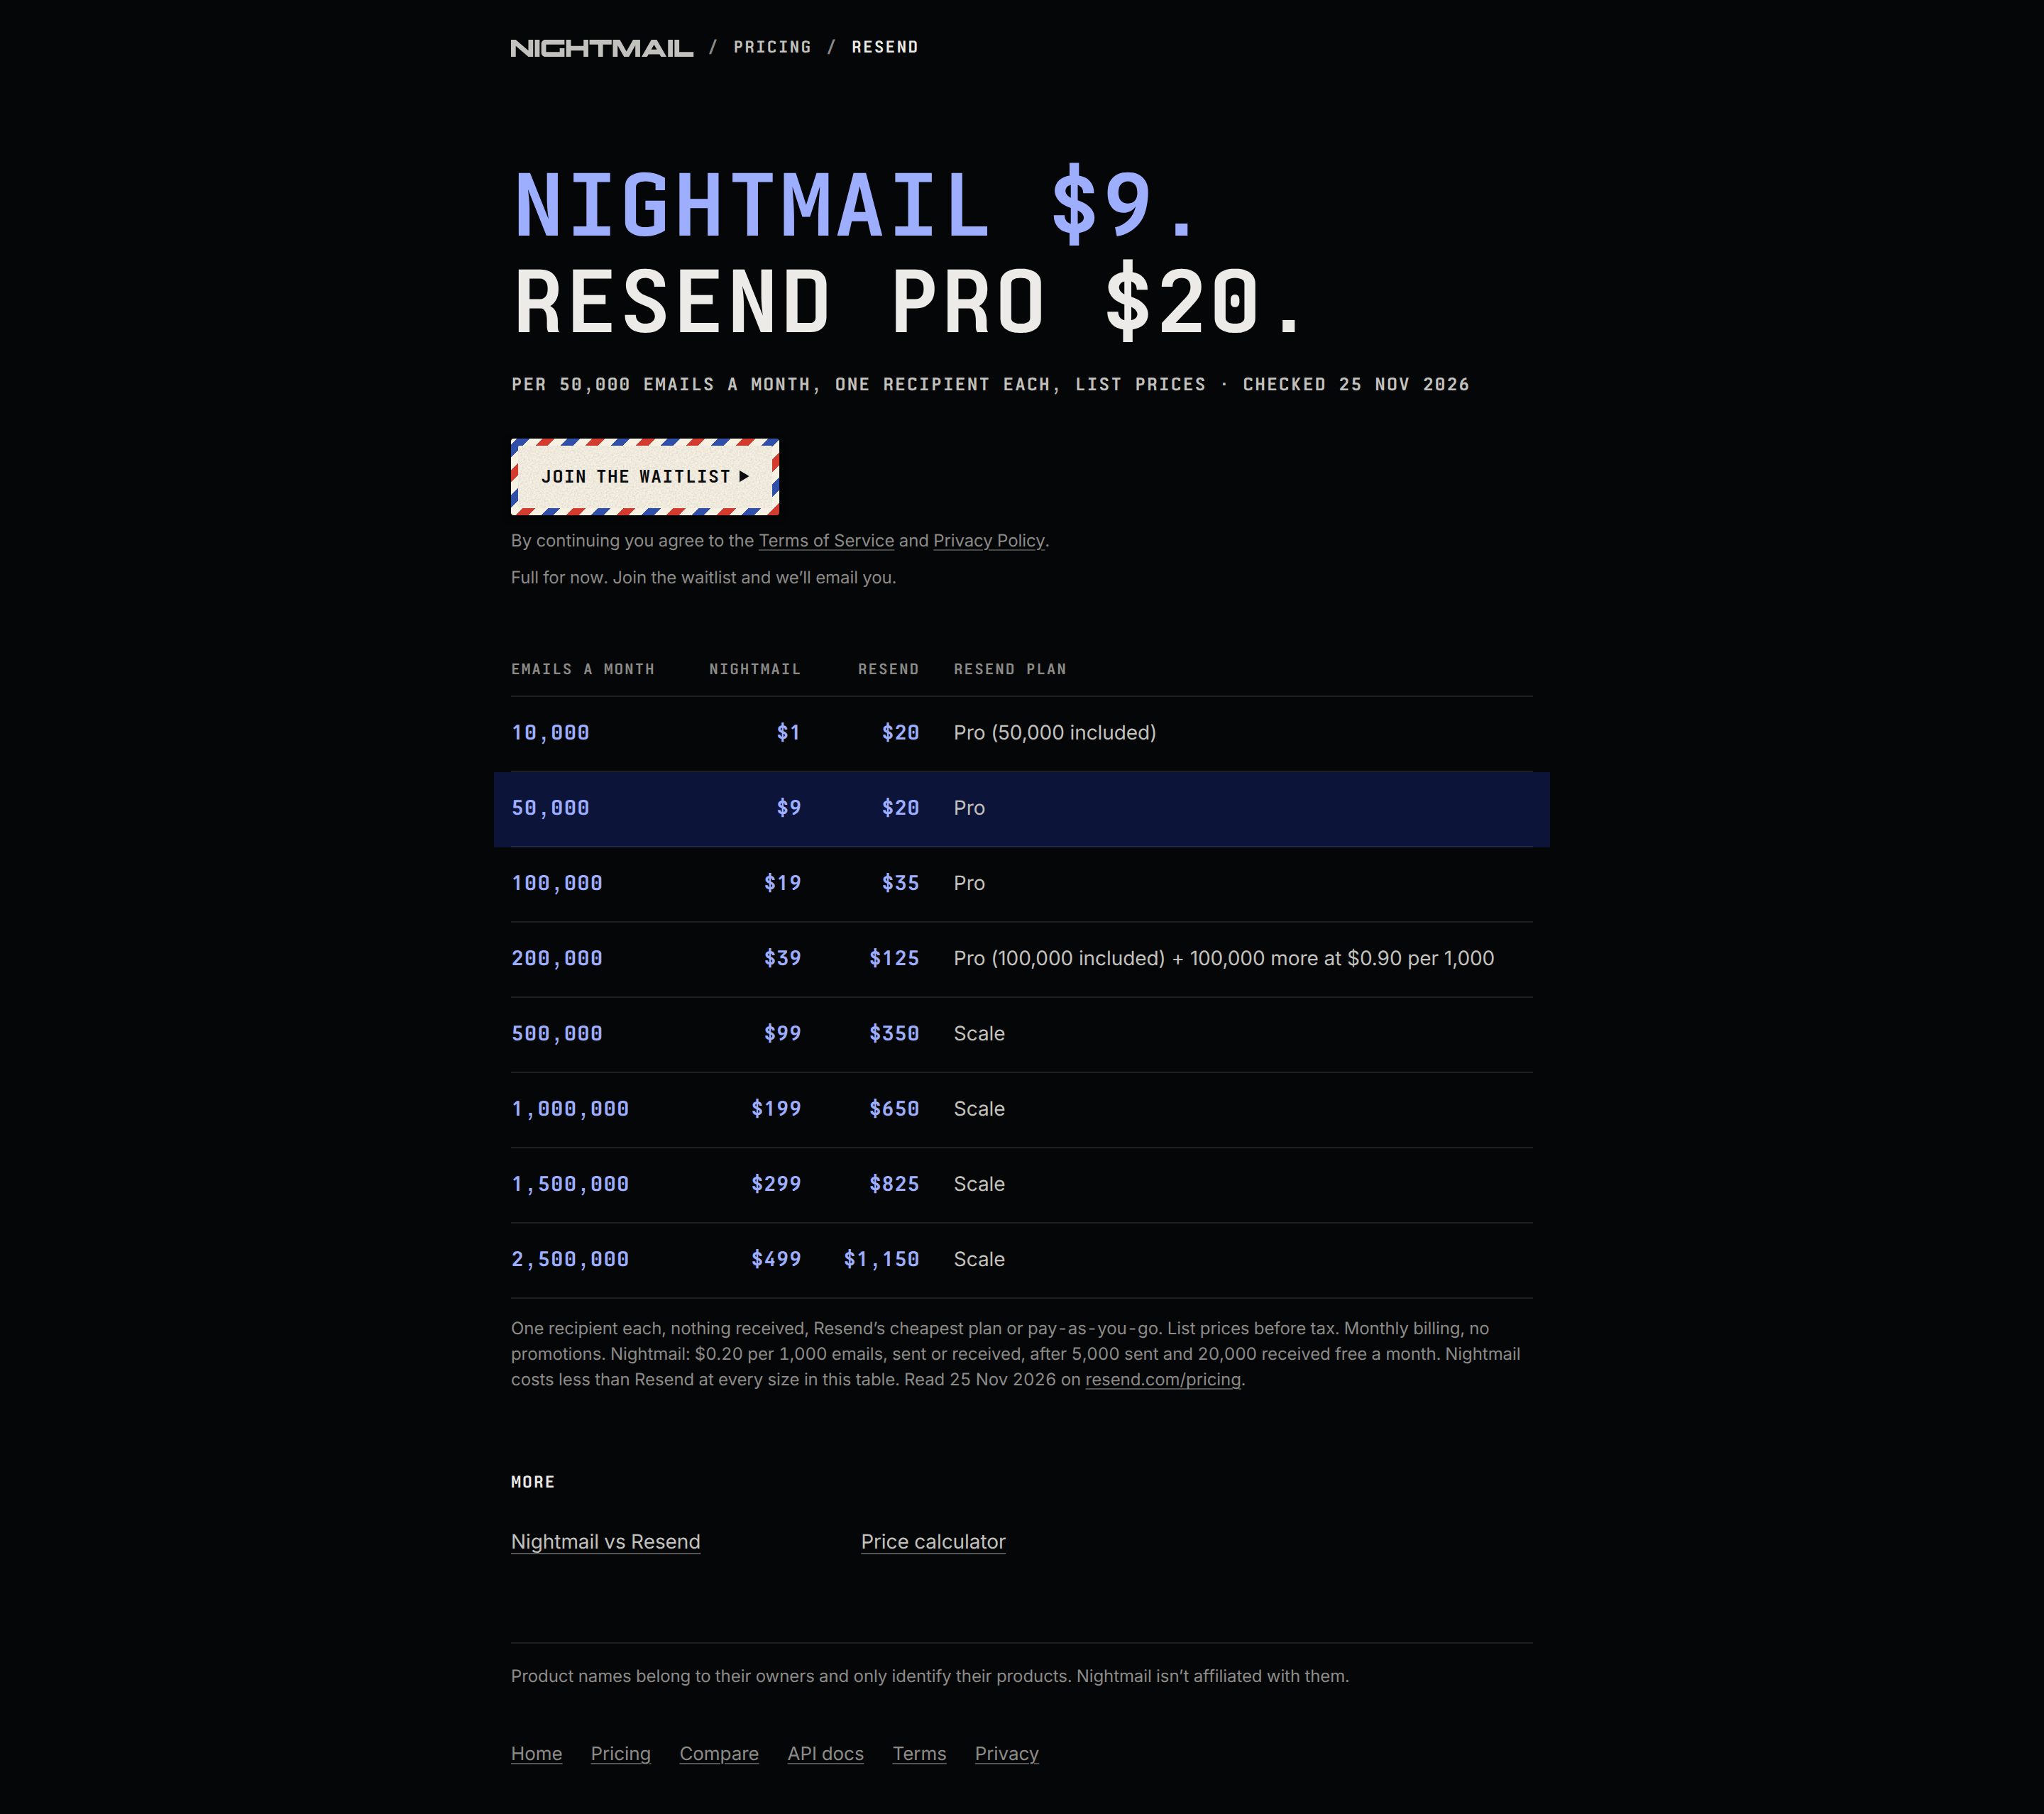 NIGHTMAIL / PRICING / RESEND
NIGHTMAIL $9.
RESEND PRO $20.
PER 50,000 EMAILS A MONTH, ONE RECIPIENT EACH, LIST PRICES · CHECKED 25 NOV 2026
JOIN THE WAITLIST ▶
By continuing you agree to the Terms of Service and Privacy Policy.
Full for now. Join the waitlist and we’ll email you.
EMAILS A MONTH NIGHTMAIL RESEND RESEND PLAN
10,000 $1 $20 Pro (50,000 included)
50,000 $9 $20 Pro
100,000 $19 $35 Pro
200,000 $39 $125 Pro (100,000 included) + 100,000 more at $0.90 per 1,000
500,000 $99 $350 Scale
1,000,000 $199 $650 Scale
1,500,000 $299 $825 Scale
2,500,000 $499 $1,150 Scale
One recipient each, nothing received, Resend’s cheapest plan or pay-as-you-go. List prices before tax. Monthly billing, no
promotions. Nightmail: $0.20 per 1,000 emails, sent or received, after 5,000 sent and 20,000 received free a month. Nightmail
costs less than Resend at every size in this table. Read 25 Nov 2026 on resend.com/pricing.
MORE
Nightmail vs Resend Price calculator
Product names belong to their owners and only identify their products. Nightmail isn’t affiliated with them.
Home Pricing Compare API docs Terms Privacy